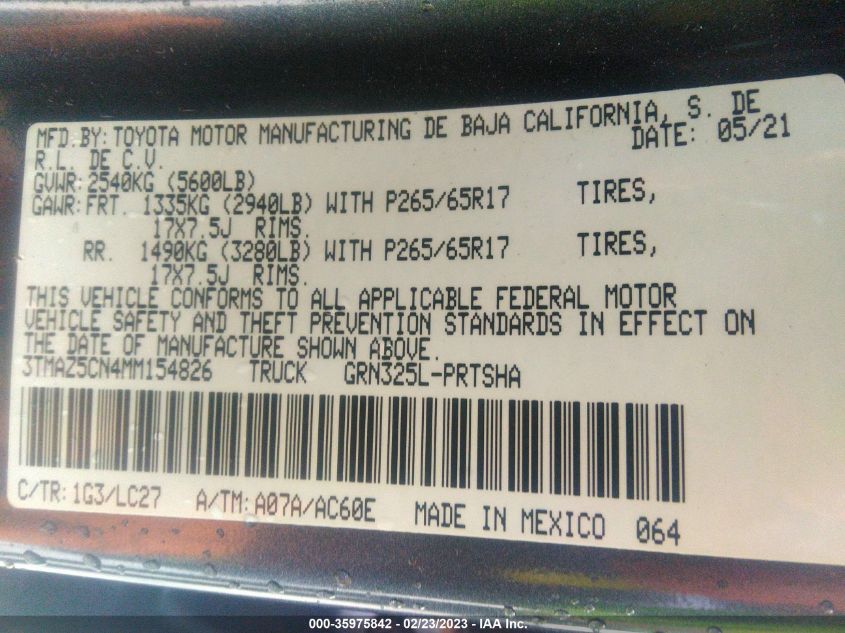 MFD.BY:TOYOTA MOTOR MANUFACTURING DE BAJA CALIFORNIA, S. DE
R.L. DE C.V. DATE: 05/21
GVWR:2540KG (5600LB)
GAWR:FRT. 1335KG (2940LB) WITH P265/65R17 TIRES,
17X7.5J RIMS.
RR. 1490KG (3280LB) WITH P265/65R17 TIRES,
17X7.5J RIMS.
THIS VEHICLE CONFORMS TO ALL APPLICABLE FEDERAL MOTOR
VEHICLE SAFETY AND THEFT PREVENTION STANDARDS IN EFFECT ON
THE DATE OF MANUFACTURE SHOWN ABOVE.
3TMAZ5CN4MM154826 TRUCK GRN325L-PRTSHA
C/TR:1G3/LC27 A/TM:A07A/AC60E MADE IN MEXICO 064
000-35975842 - 02/23/2023 - IAA Inc.